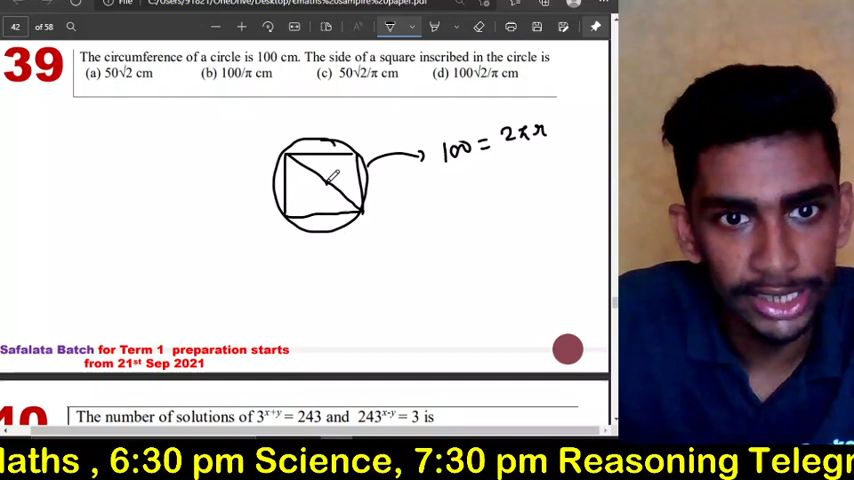 42 of 58
39
The circumference of a circle is 100 cm. The side of a square inscribed in the circle is
(a) 50√2 cm (b) 100/π cm (c) 50√2/π cm (d) 100√2/π cm
100 = 2πr
Safalata Batch for Term 1 preparation starts
from 21st Sep 2021
40
The number of solutions of 3^x+y = 243 and 243^x-y = 3 is
Maths , 6:30 pm Science, 7:30 pm Reasoning Telegr